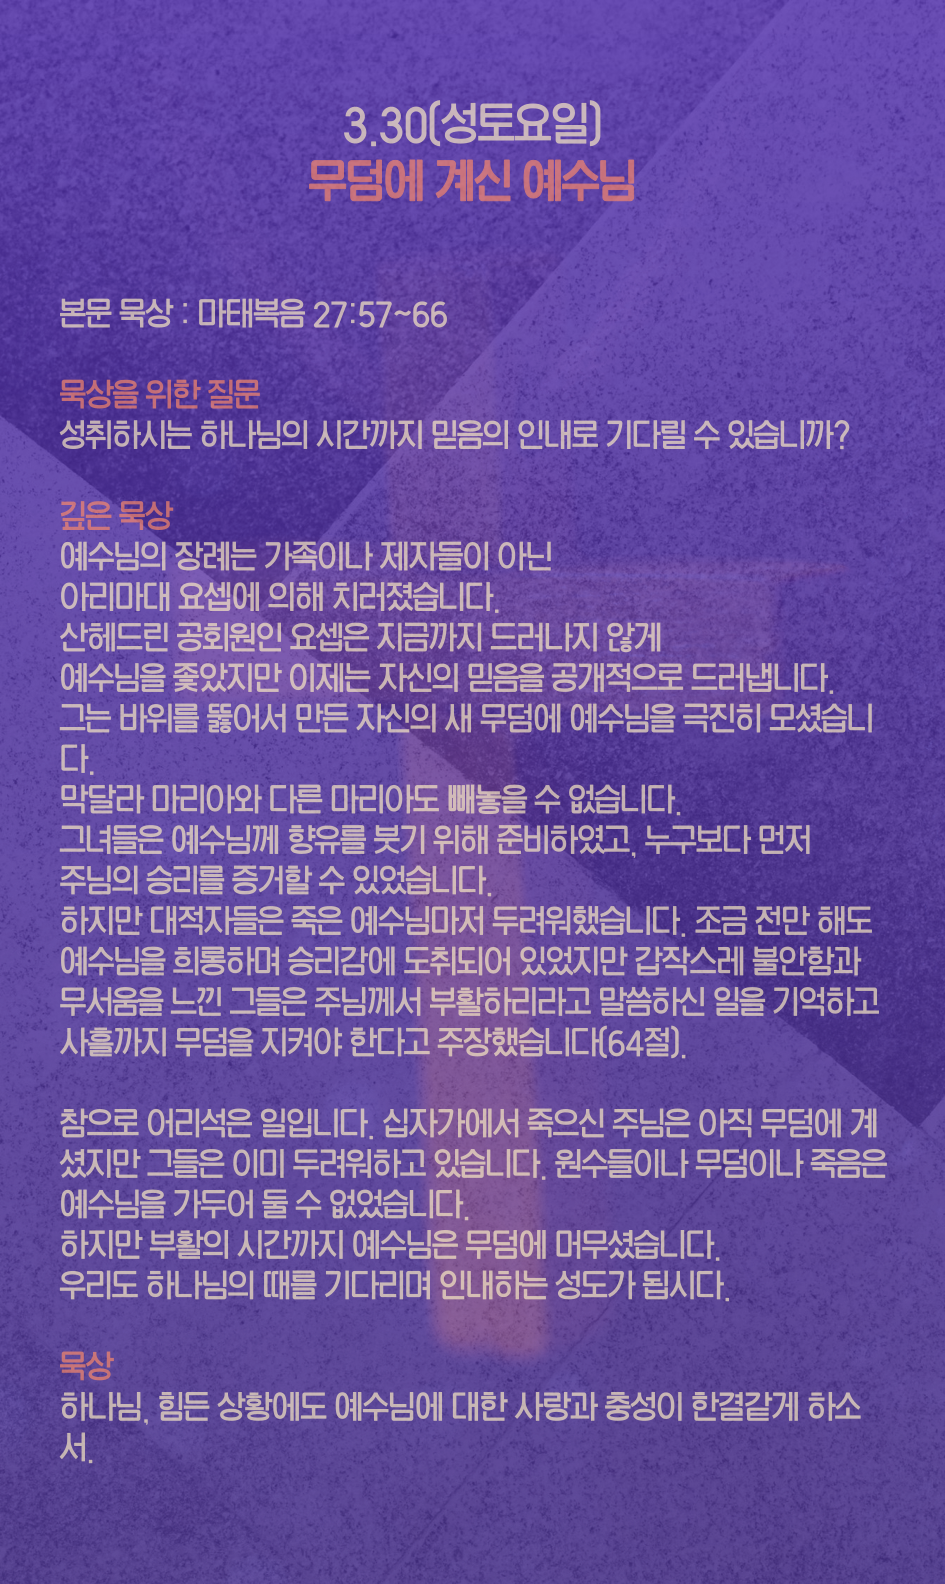 3.30(성토요일)
무덤에 계신 예수님
본문 묵상 : 마태복음 27:57~66
묵상을 위한 질문
성취하시는 하나님의 시간까지 믿음의 인내로 기다릴 수 있습니까?
깊은 묵상
예수님의 장례는 가족이나 제자들이 아닌
아리마대 요셉에 의해 치러졌습니다.
산헤드린 공회원인 요셉은 지금까지 드러나지 않게
예수님을 좇았지만 이제는 자신의 믿음을 공개적으로 드러냅니다.
그는 바위를 뚫어서 만든 자신의 새 무덤에 예수님을 극진히 모셨습니
다.
막달라 마리아와 다른 마리아도 빼놓을 수 없습니다.
그녀들은 예수님께 향유를 붓기 위해 준비하였고, 누구보다 먼저
주님의 승리를 증거할 수 있었습니다.
하지만 대적자들은 죽은 예수님마저 두려워했습니다. 조금 전만 해도
예수님을 희롱하며 승리감에 도취되어 있었지만 갑작스레 불안함과
무서움을 느낀 그들은 주님께서 부활하리라고 말씀하신 일을 기억하고
사흘까지 무덤을 지켜야 한다고 주장했습니다(64절).
참으로 어리석은 일입니다. 십자가에서 죽으신 주님은 아직 무덤에 계
셨지만 그들은 이미 두려워하고 있습니다. 원수들이나 무덤이나 죽음은
예수님을 가두어 둘 수 없었습니다.
하지만 부활의 시간까지 예수님은 무덤에 머무셨습니다.
우리도 하나님의 때를 기다리며 인내하는 성도가 됩시다.
묵상
하나님, 힘든 상황에도 예수님에 대한 사랑과 충성이 한결같게 하소
서.